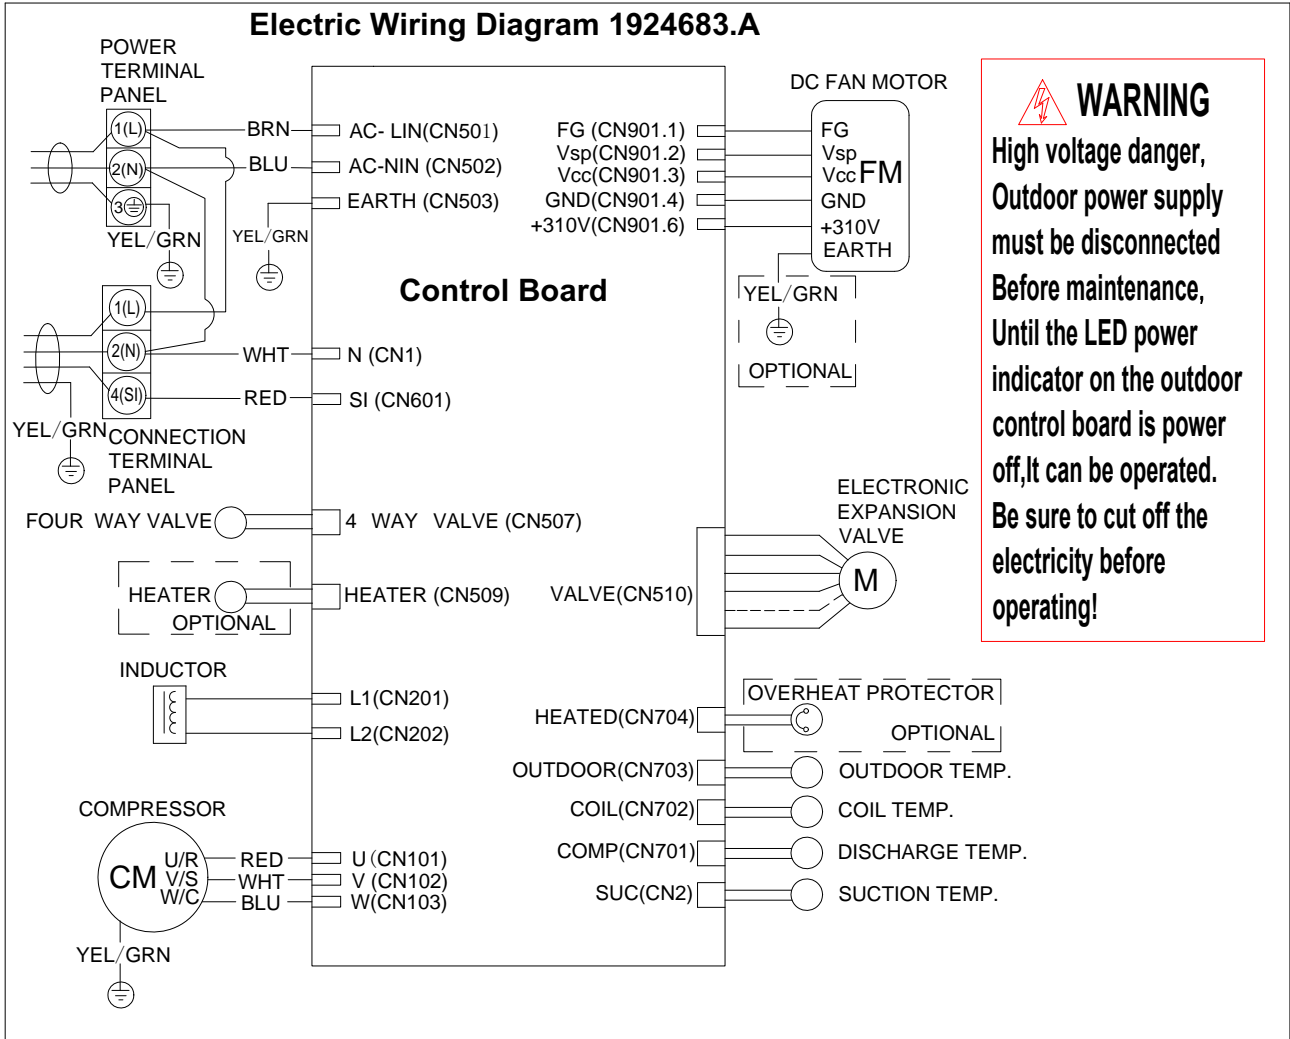 Electric Wiring Diagram 1924683.A
POWER
TERMINAL
PANEL
1(L)
2(N)
3
BRN
BLU
YEL/GRN
YEL/GRN
AC- LIN(CN501)
AC-NIN (CN502)
EARTH (CN503)
1(L)
2(N)
4(SI)
WHT
RED
YEL/GRN
CONNECTION
TERMINAL
PANEL
N (CN1)
SI (CN601)
Control Board
FOUR WAY VALVE
4 WAY VALVE (CN507)
HEATER
OPTIONAL
HEATER (CN509)
INDUCTOR
L1(CN201)
L2(CN202)
COMPRESSOR
CM
U/R
V/S
W/C
RED
WHT
BLU
U(CN101)
V (CN102)
W(CN103)
YEL/GRN
DC FAN MOTOR
FG (CN901.1)
Vsp(CN901.2)
Vcc(CN901.3)
GND(CN901.4)
+310V(CN901.6)
FG
Vsp
Vcc
FM
GND
+310V
EARTH
YEL/GRN
OPTIONAL
ELECTRONIC
EXPANSION
VALVE
VALVE(CN510)
M
OVERHEAT PROTECTOR
OPTIONAL
HEATED(CN704)
OUTDOOR(CN703)
OUTDOOR TEMP.
COIL(CN702)
COIL TEMP.
COMP(CN701)
DISCHARGE TEMP.
SUC(CN2)
SUCTION TEMP.
WARNING
High voltage danger,
Outdoor power supply
must be disconnected
Before maintenance,
Until the LED power
indicator on the outdoor
control board is power
off,It can be operated.
Be sure to cut off the
electricity before
operating!